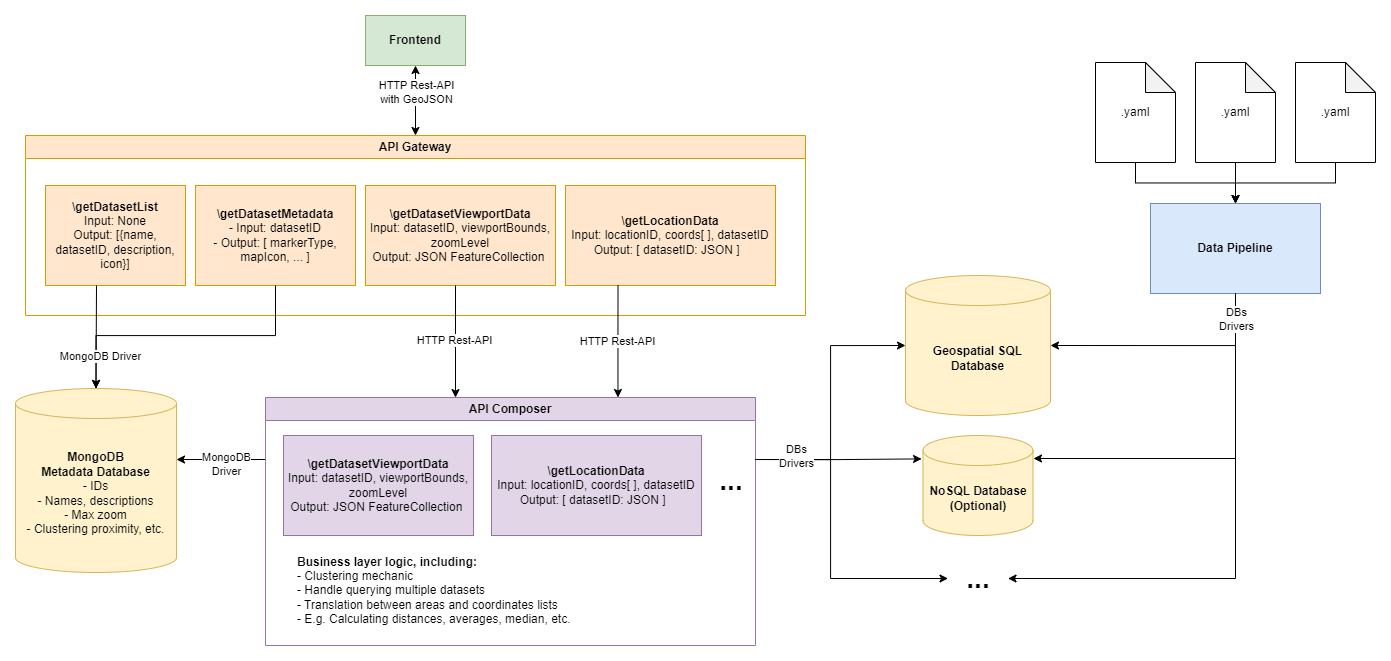 Frontend
HTTP Rest-API
with GeoJSON
API Gateway
\getDatasetList
Input: None
Output: [{name,
datasetID, description,
icon}]
\getDatasetMetadata
- Input: datasetID
- Output: [ markerType,
mapIcon, ... ]
\getDatasetViewportData
Input: datasetID, viewportBounds,
zoomLevel
Output: JSON FeatureCollection
\getLocationData
Input: locationID, coords[ ], datasetID
Output: [ datasetID: JSON ]
MongoDB Driver
HTTP Rest-API
HTTP Rest-API
MongoDB
Metadata Database
- IDs
- Names, descriptions
- Max zoom
- Clustering proximity, etc.
MongoDB
Driver
API Composer
\getDatasetViewportData
Input: datasetID, viewportBounds,
zoomLevel
Output: JSON FeatureCollection
\getLocationData
Input: locationID, coords[ ], datasetID
Output: [ datasetID: JSON ]
...
Business layer logic, including:
- Clustering mechanic
- Handle querying multiple datasets
- Translation between areas and coordinates lists
- E.g. Calculating distances, averages, median, etc.
DBs
Drivers
.yaml
.yaml
.yaml
Data Pipeline
DBs
Drivers
Geospatial SQL
Database
NoSQL Database
(Optional)
...